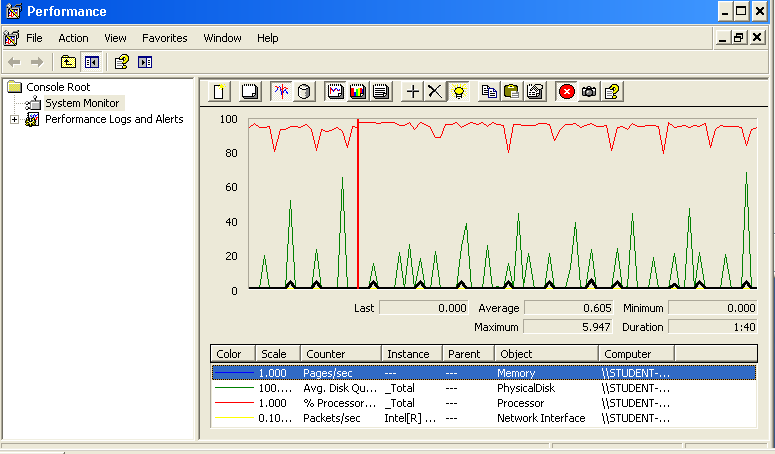 Performance
File Action View Favorites Window Help
Console Root
System Monitor
Performance Logs and Alerts
100
80
60
40
20
0
Last 0.000 Average 0.605 Minimum 0.000
Maximum 5.947 Duration 1:40
Color Scale Counter Instance Parent Object Computer
1.000 Pages/sec --- --- Memory \\STUDENT-...
100.... Avg. Disk Qu... _Total --- PhysicalDisk \\STUDENT-...
1.000 % Processor... _Total --- Processor \\STUDENT-...
0.10... Packets/sec Intel[R] ... --- Network Interface \\STUDENT-...